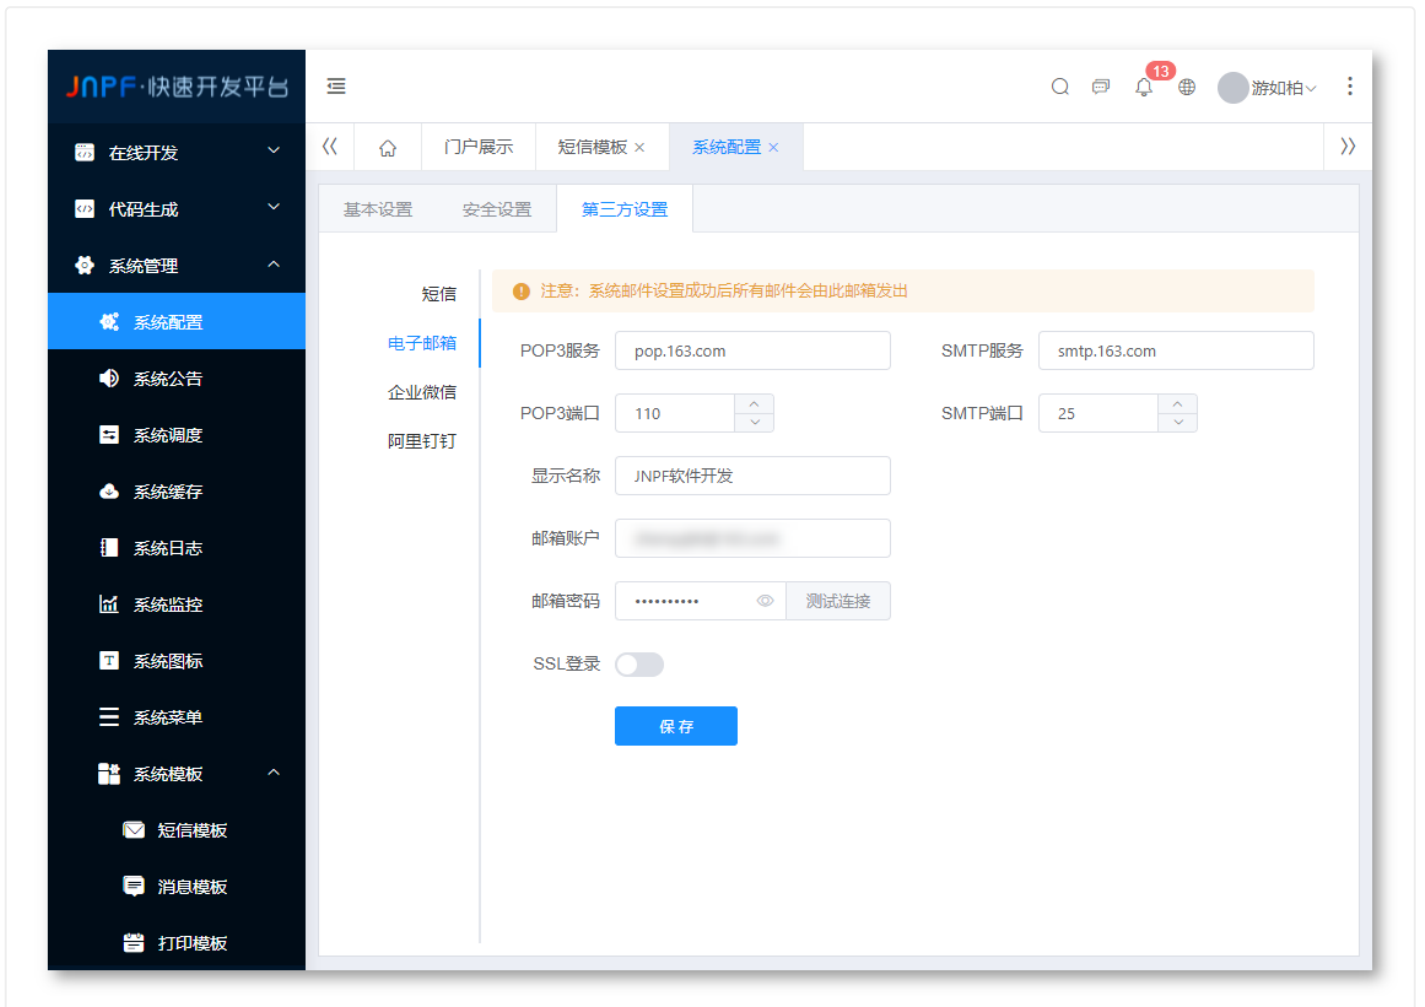 JNPF·快速开发平台
13
游如柏
在线开发
代码生成
系统管理
系统配置
系统公告
系统调度
系统缓存
系统日志
系统监控
系统图标
系统菜单
系统模板
短信模板
消息模板
打印模板
门户展示
短信模板 ×
系统配置 ×
基本设置
安全设置
第三方设置
短信
电子邮箱
企业微信
阿里钉钉
注意：系统邮件设置成功后所有邮件会由此邮箱发出
POP3服务 pop.163.com
SMTP服务 smtp.163.com
POP3端口 110
SMTP端口 25
显示名称 JNPF软件开发
邮箱账户
邮箱密码 •••••••••• 测试连接
SSL登录
保存